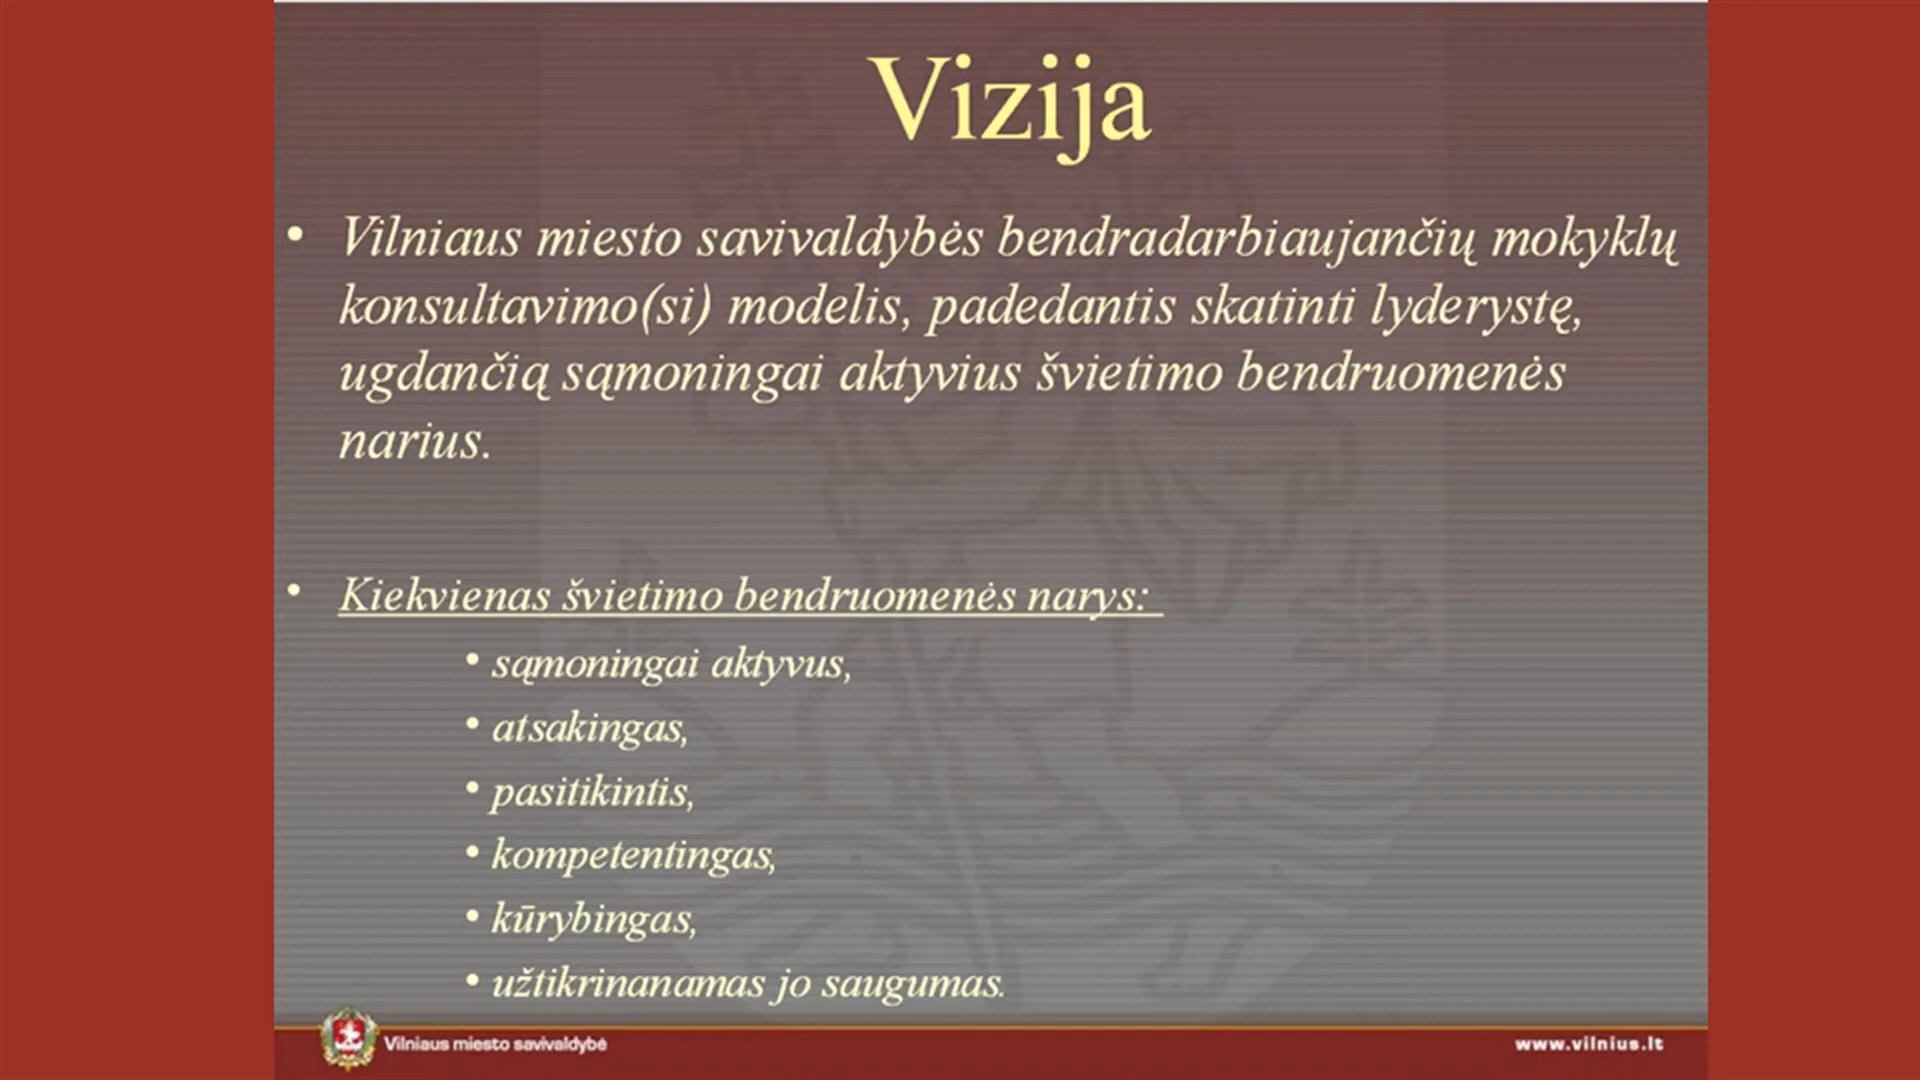 Vizija
• Vilniaus miesto savivaldybės bendradarbiaujančių mokyklų
konsultavimo(si) modelis, padedantis skatinti lyderystę,
ugdančią sąmoningai aktyvius švietimo bendruomenės
narius.
• Kiekvienas švietimo bendruomenės narys:
• sąmoningai aktyvus,
• atsakingas,
• pasitikintis,
• kompetentingas,
• kūrybingas,
• užtikrinanamas jo saugumas.
Vilniaus miesto savivaldybė
www.vilnius.lt